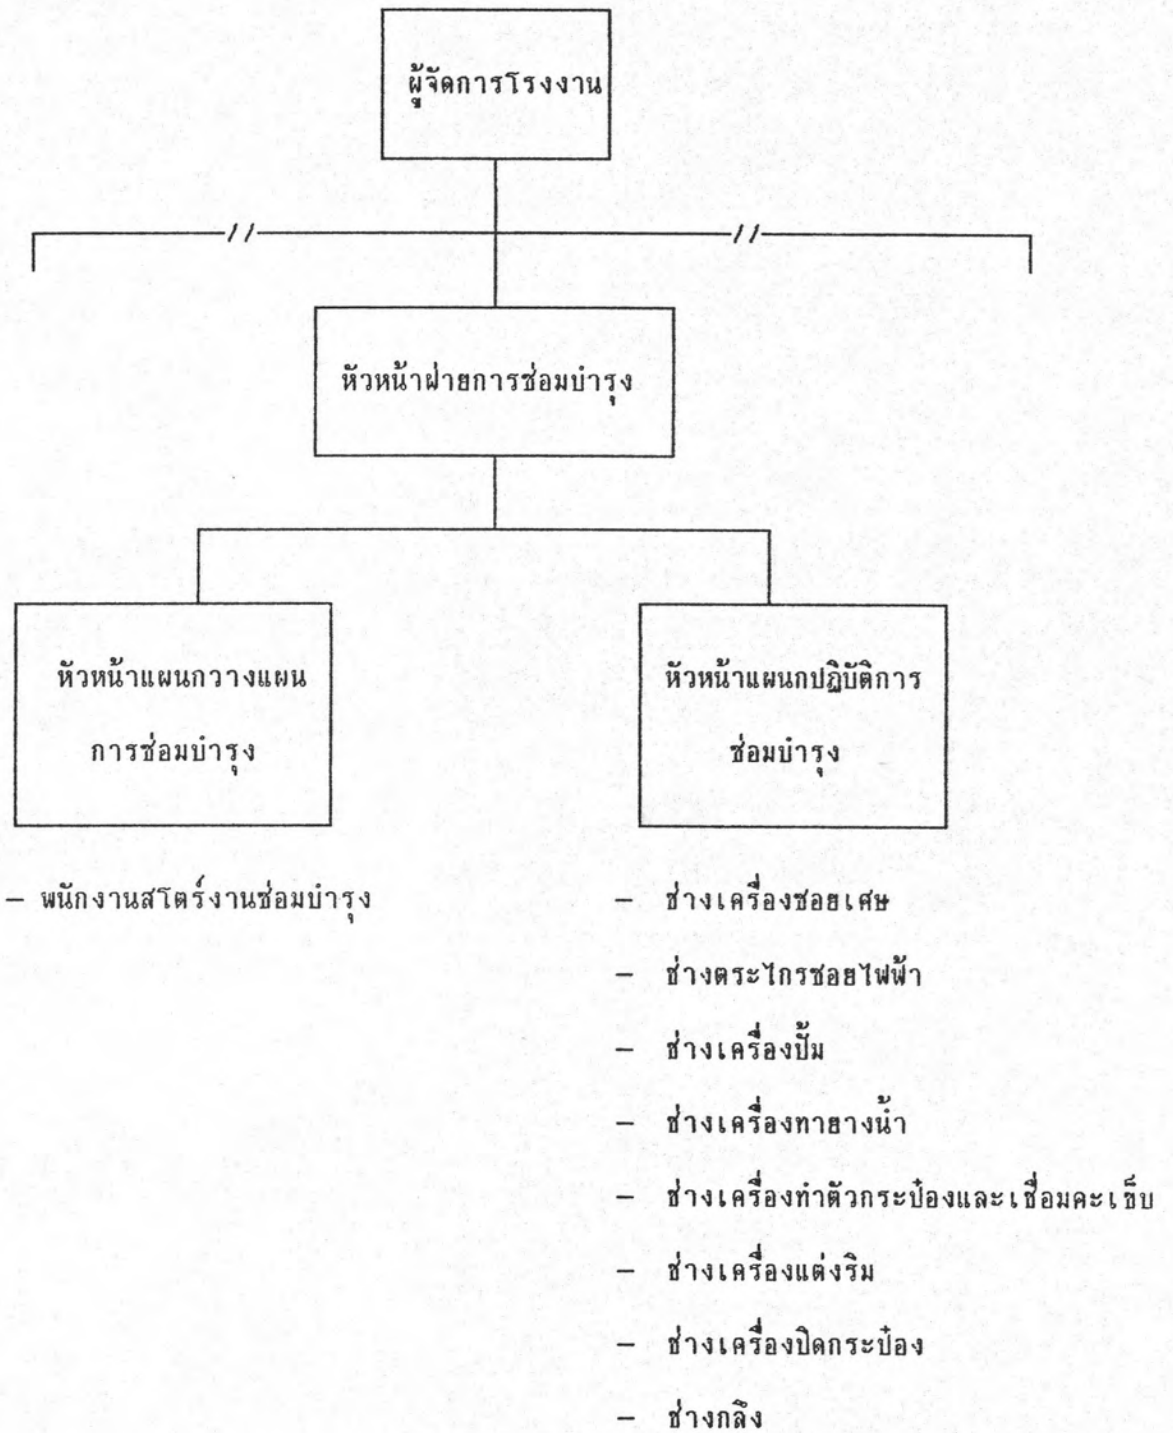 ผู้จัดการโรงงาน
หัวหน้าฝ่ายการซ่อมบำรุง
หัวหน้าแผนกวางแผน
การซ่อมบำรุง
หัวหน้าแผนกปฏิบัติการ
ซ่อมบำรุง
– พนักงานสโตร์งานซ่อมบำรุง
– ช่างเครื่องซอยเศษ
– ช่างตระไกรซอยไฟฟ้า
– ช่างเครื่องปั้ม
– ช่างเครื่องทายางน้ำ
– ช่างเครื่องทำตัวกระป๋องและเชื่อมตะเข็บ
– ช่างเครื่องแต่งริม
– ช่างเครื่องปิดกระป๋อง
– ช่างกลึง